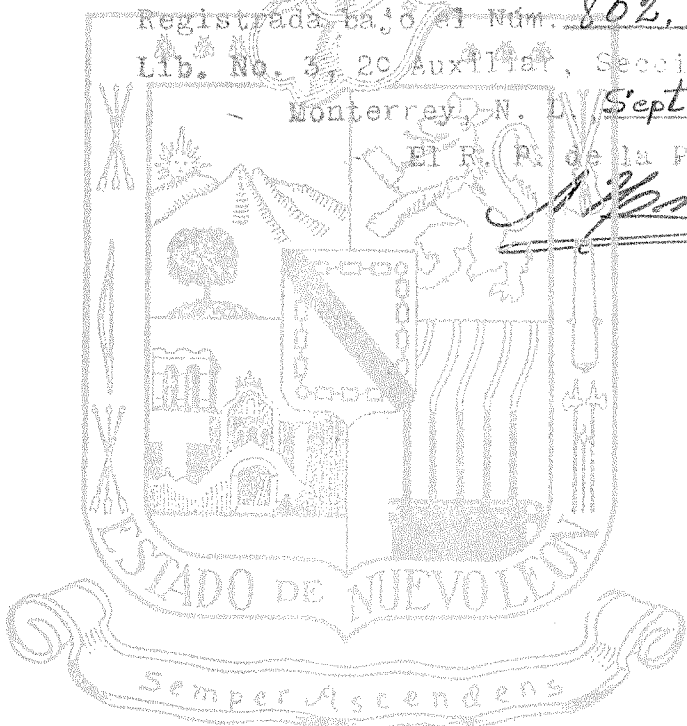 Registrada bajo el Núm. 802.
Lib. No. 3, 2o Auxiliar, Secci
Monterrey, N. L., Sept
El R. P. de la P
ESTADO DE NUEVO LEON
Semper Ascendens